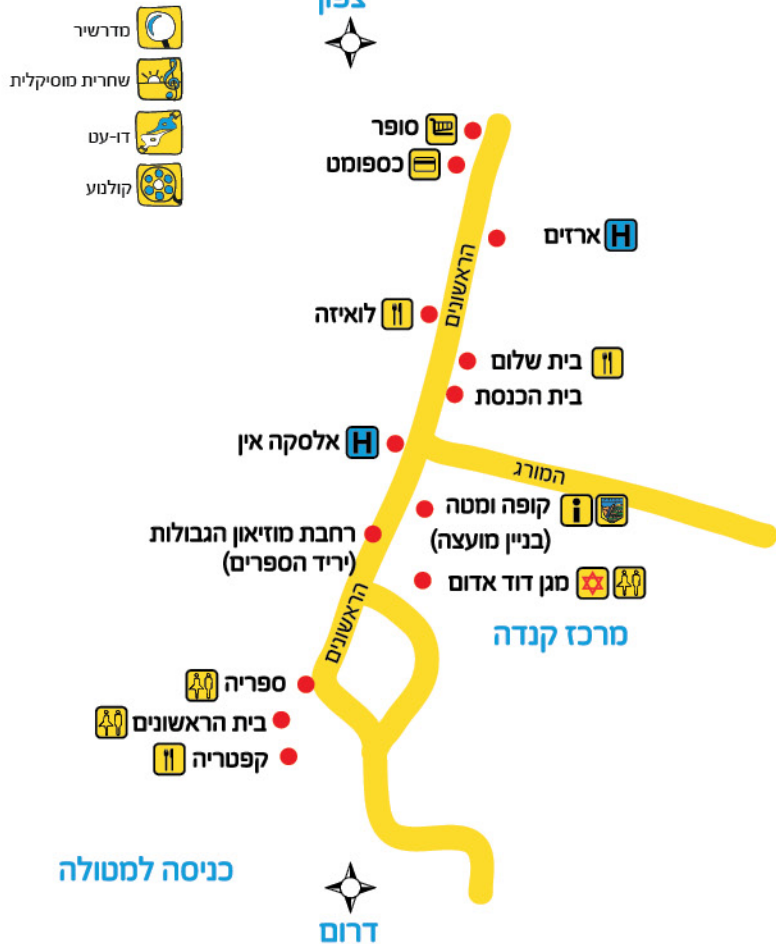 צפון
מדרשיר
שחרית מוסיקלית
דו-עט
קולנוע
סופר
כספומט
ארזים H
הראשונים
לואיזה
בית שלום
בית הכנסת
אלסקה אין H
המורג
קופה ומטה i
(בניין מועצה)
רחבת מוזיאון הגבולות
(יריד הספרים)
מגן דוד אדום
הראשונים
מרכז קנדה
ספריה
בית הראשונים
קפטריה
כניסה למטולה
דרום